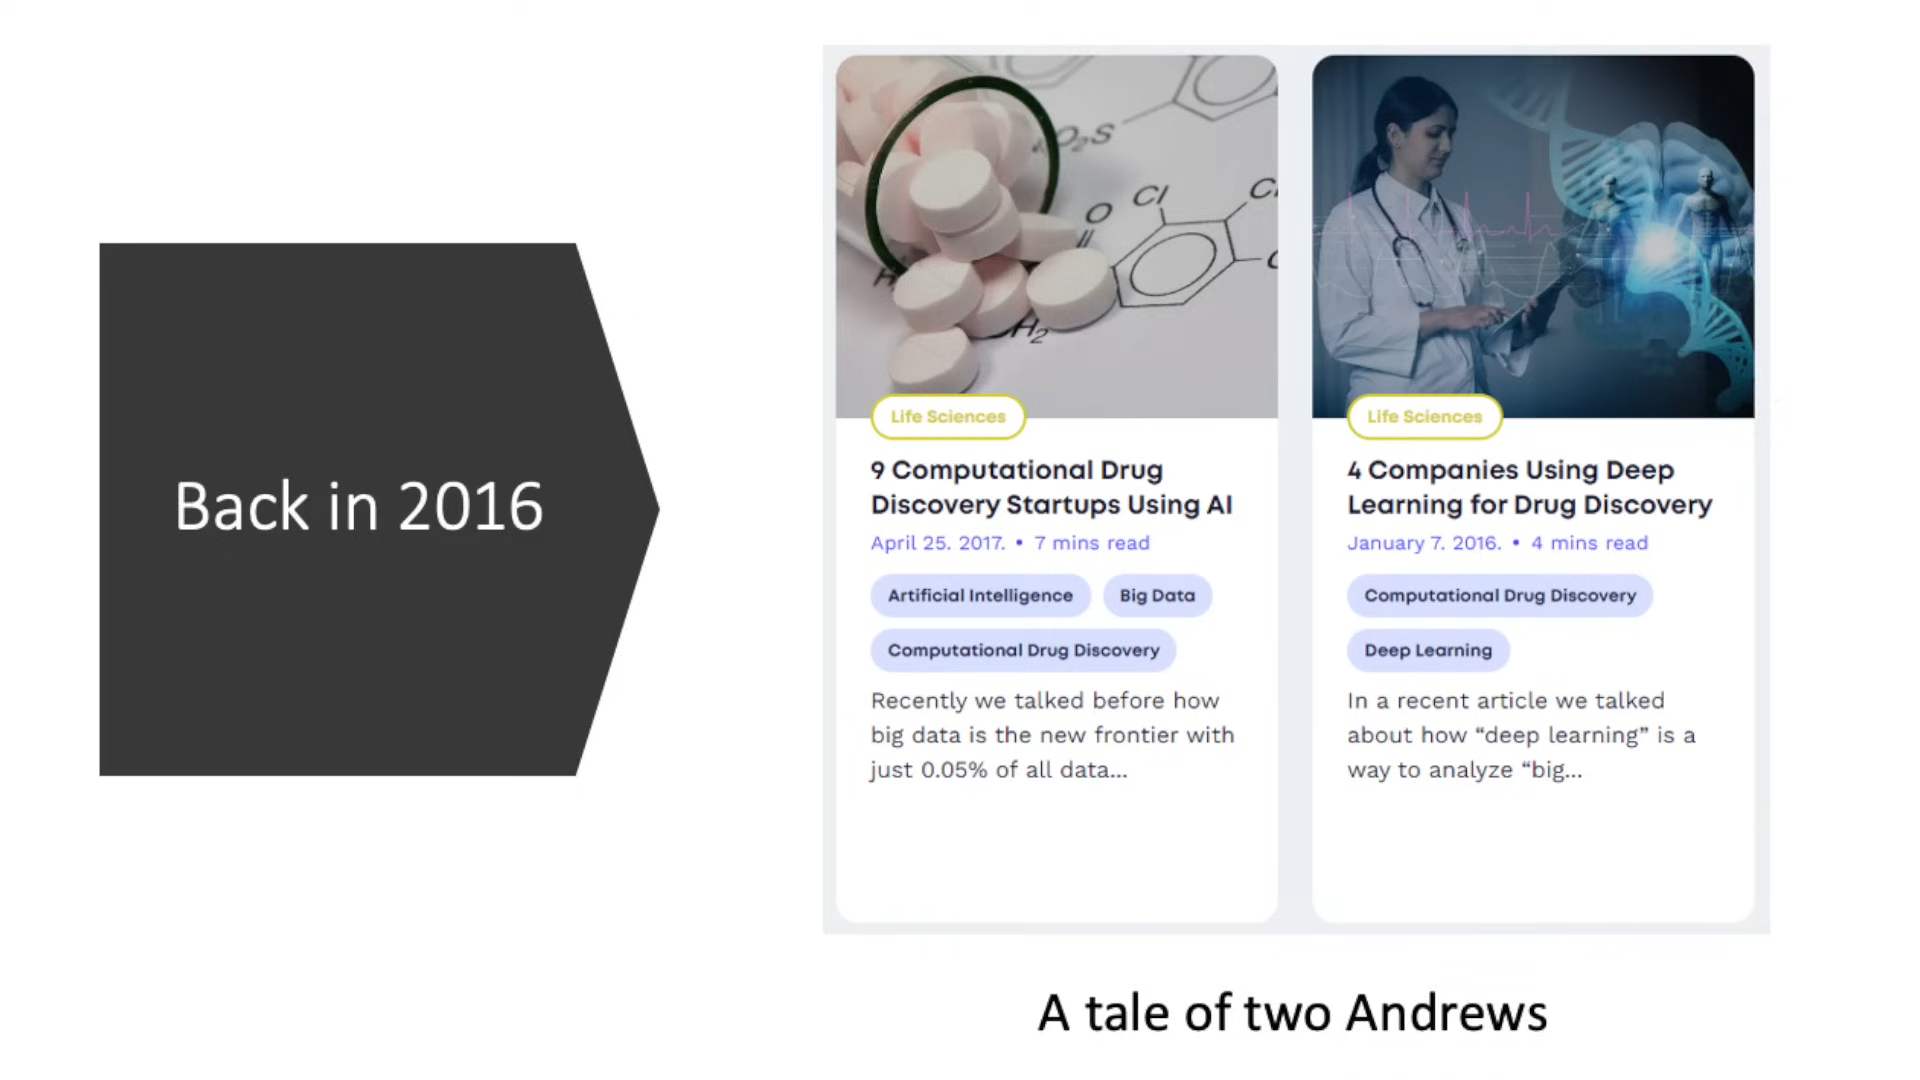 Back in 2016
O₂S
Cl
O
H₂
Life Sciences
9 Computational Drug
Discovery Startups Using AI
April 25. 2017. • 7 mins read
Artificial Intelligence
Big Data
Computational Drug Discovery
Recently we talked before how
big data is the new frontier with
just 0.05% of all data...
Life Sciences
4 Companies Using Deep
Learning for Drug Discovery
January 7. 2016. • 4 mins read
Computational Drug Discovery
Deep Learning
In a recent article we talked
about how “deep learning” is a
way to analyze “big...
A tale of two Andrews